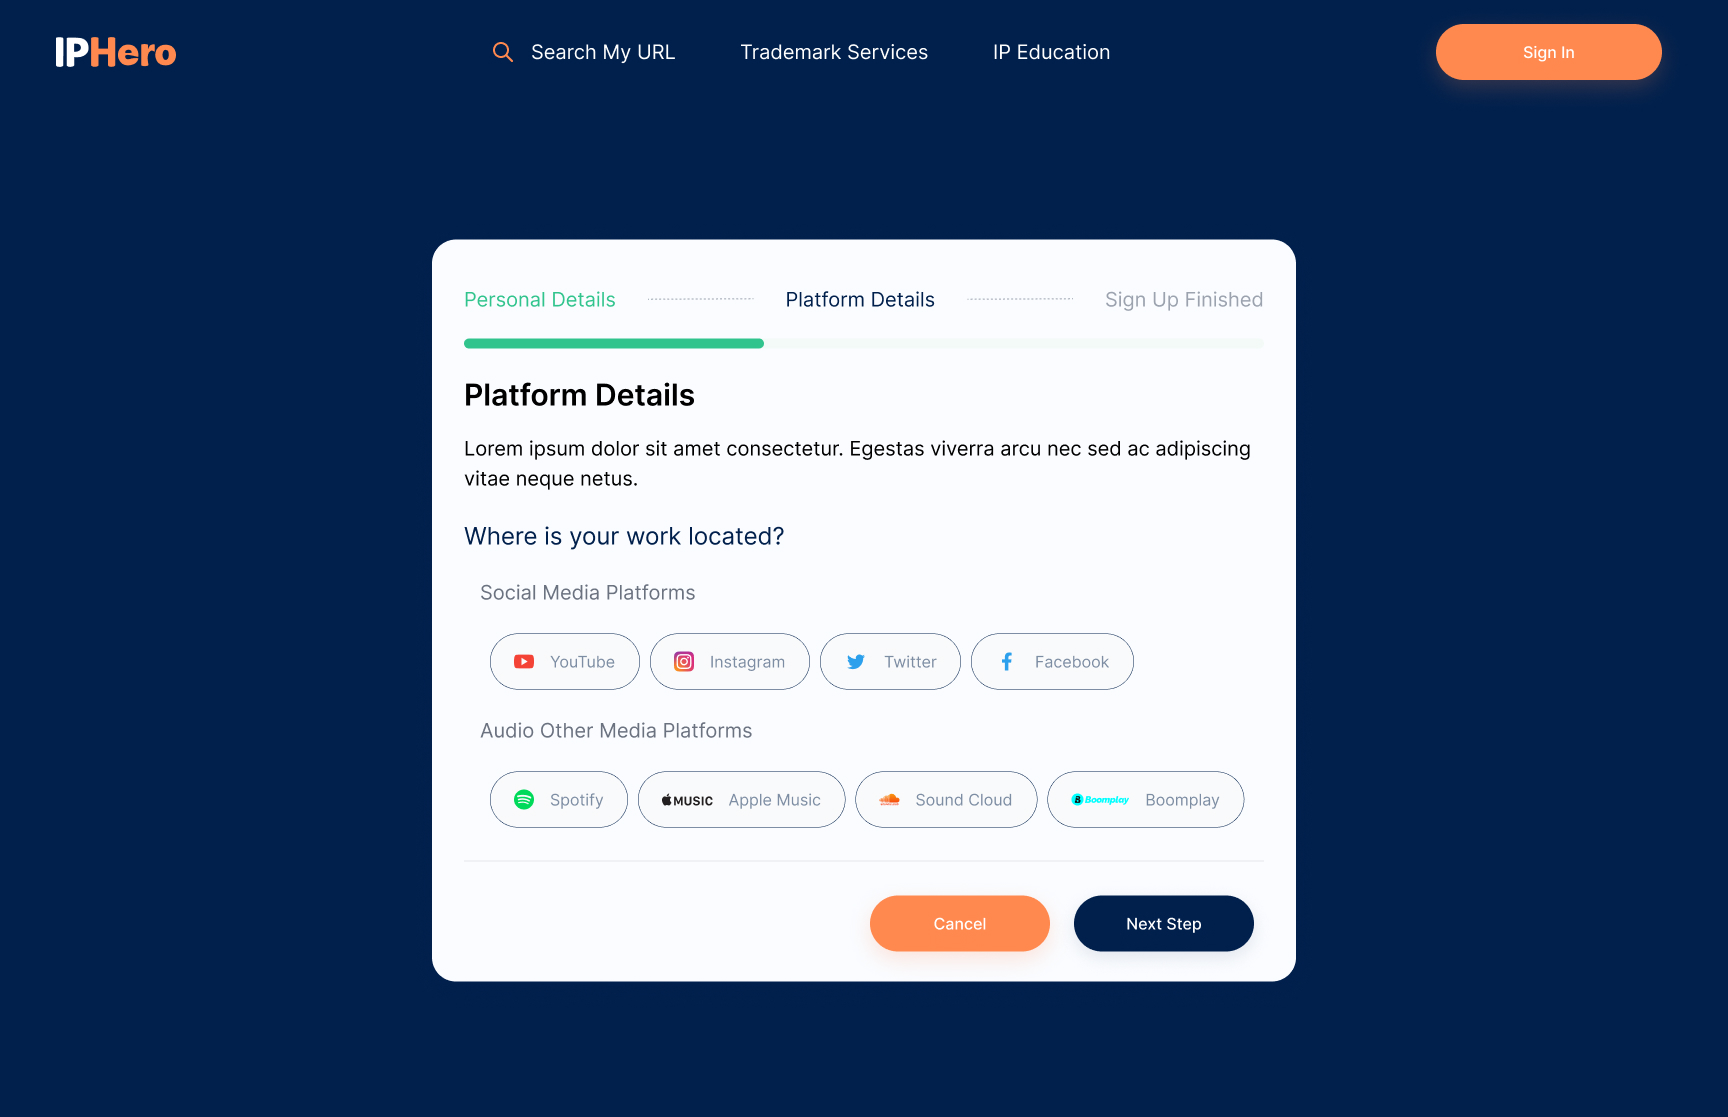 IPHero
Search My URL
Trademark Services
IP Education
Sign In
Personal Details
Platform Details
Sign Up Finished
Platform Details
Lorem ipsum dolor sit amet consectetur. Egestas viverra arcu nec sed ac adipiscing
vitae neque netus.
Where is your work located?
Social Media Platforms
YouTube
Instagram
Twitter
Facebook
Audio Other Media Platforms
Spotify
MUSIC Apple Music
Sound Cloud
Boomplay Boomplay
Cancel
Next Step